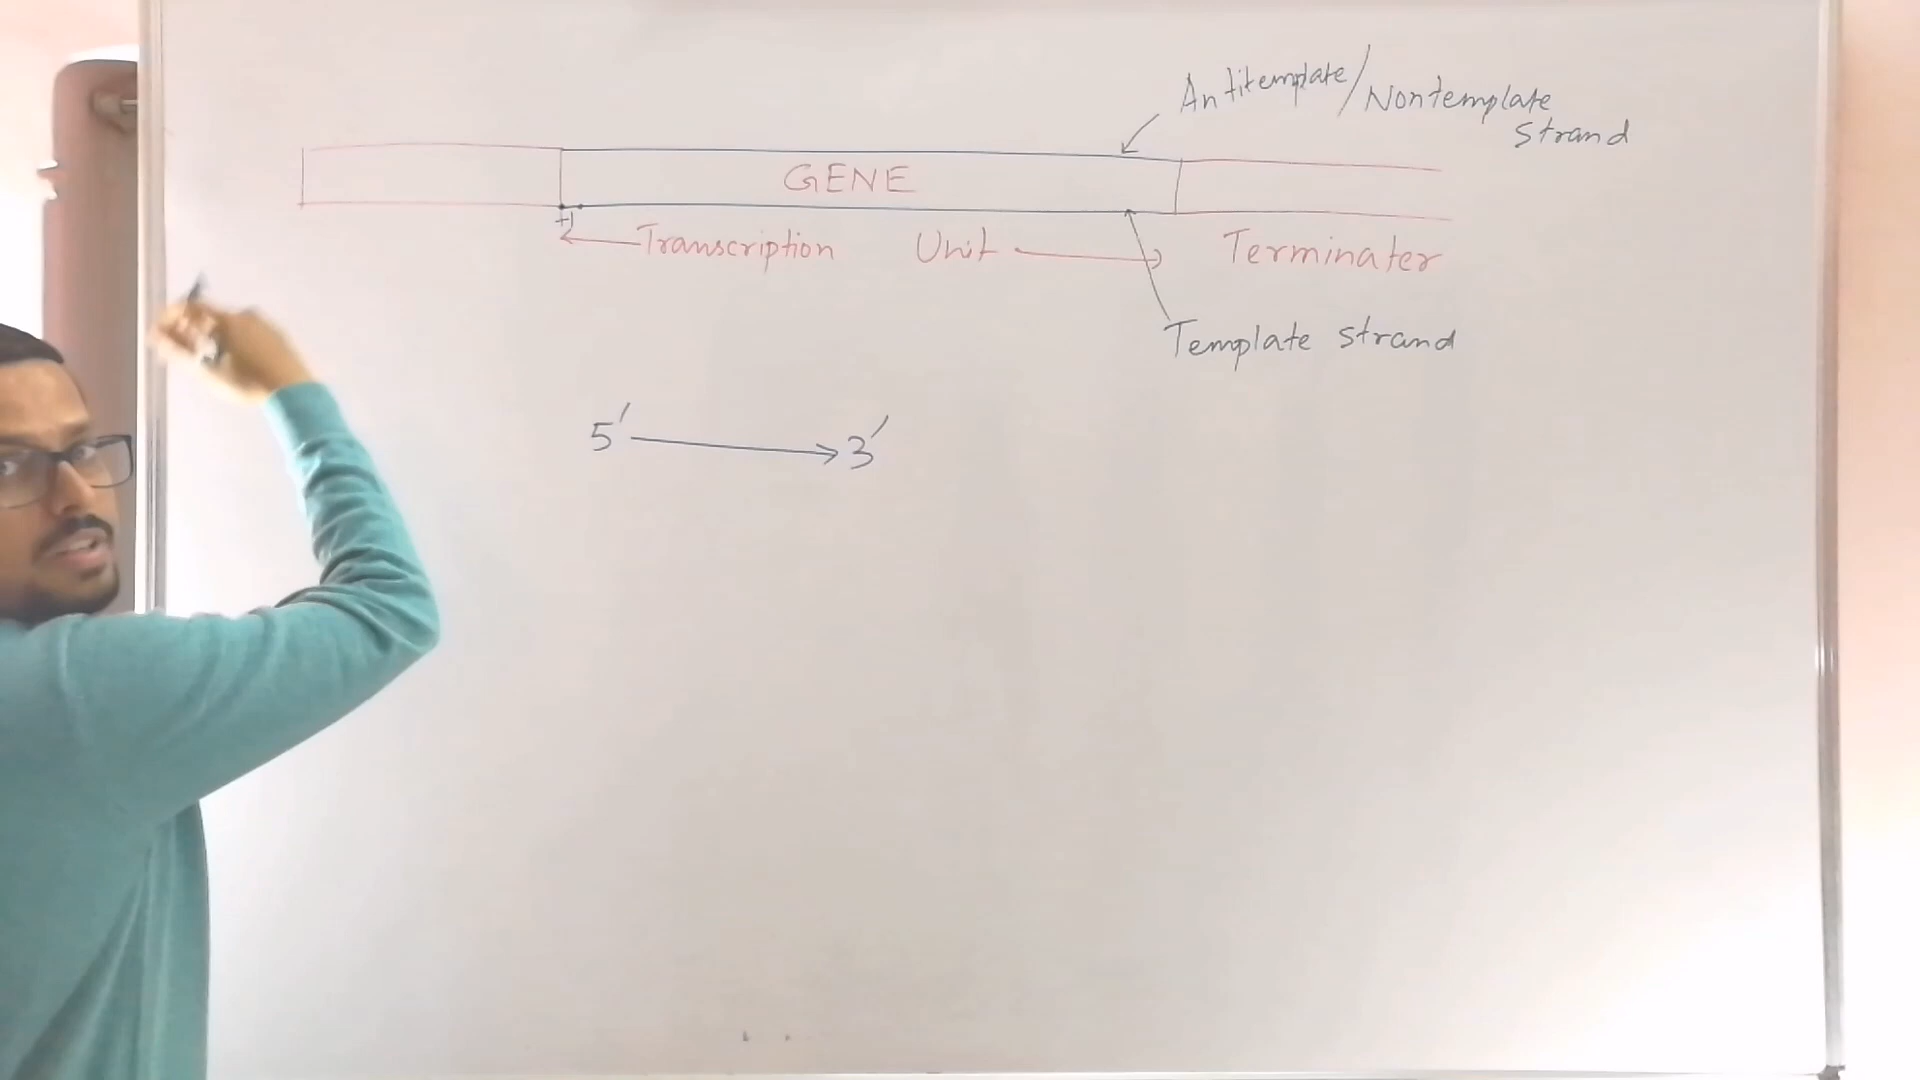 Antitemplate/Nontemplate
Strand
GENE
+1
Transcription Unit
Terminater
Template strand
5' 3'